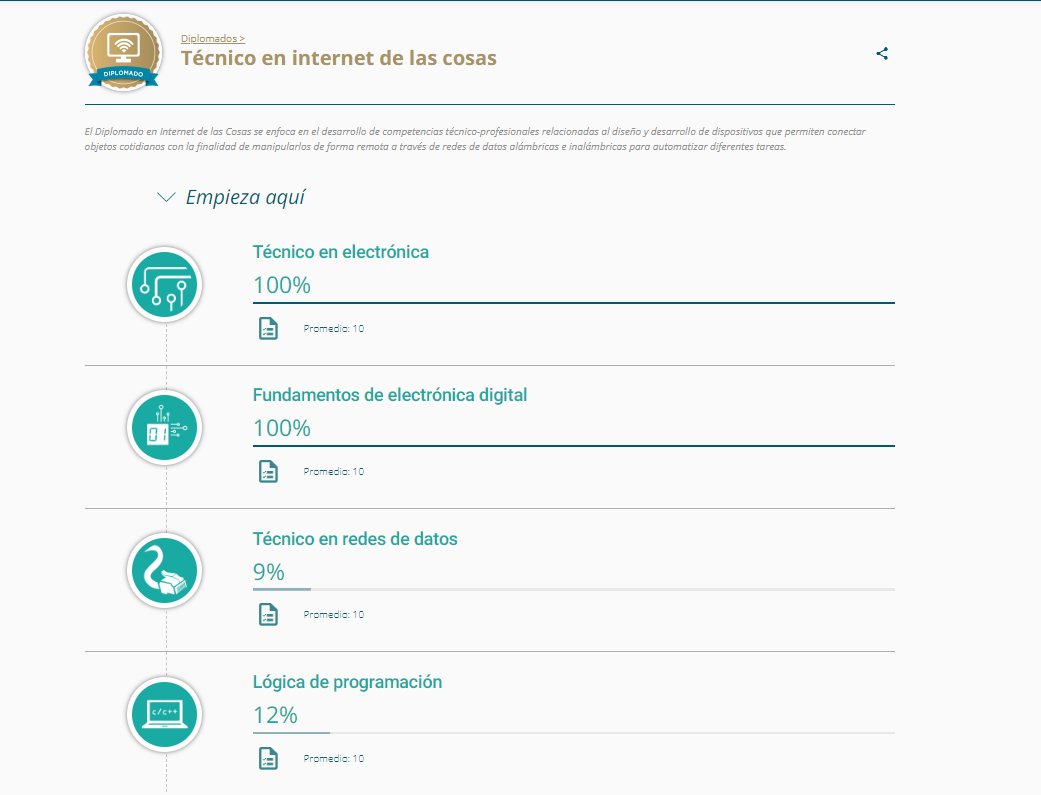 DIPLOMADO
Diplomados >
Técnico en internet de las cosas
El Diplomado en Internet de las Cosas se enfoca en el desarrollo de competencias técnico-profesionales relacionadas al diseño y desarrollo de dispositivos que permiten conectar
objetos cotidianos con la finalidad de manipularlos de forma remota a través de redes de datos alámbricas e inalámbricas para automatizar diferentes tareas.
Empieza aquí
Técnico en electrónica
100%
Promedio: 10
Fundamentos de electrónica digital
01
100%
Promedio: 10
Técnico en redes de datos
9%
Promedio: 10
Lógica de programación
c/c++
12%
Promedio: 10